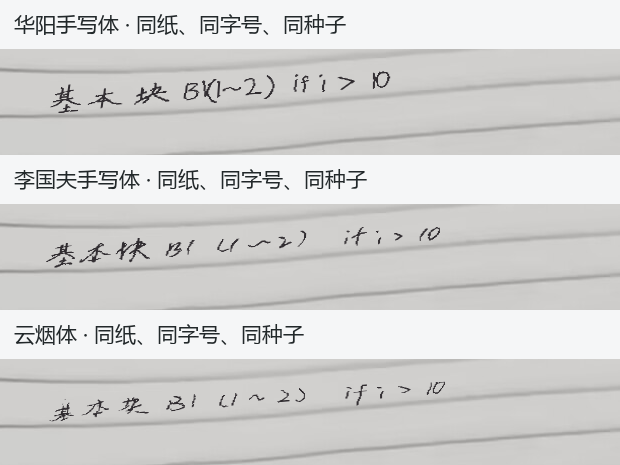 华阳手写体 · 同纸、同字号、同种子
基本块 B1(1~2) if i > 10
李国夫手写体 · 同纸、同字号、同种子
基本块 B1 (1~2) if i > 10
云烟体 · 同纸、同字号、同种子
基本块 B1 (1~2) if i > 10